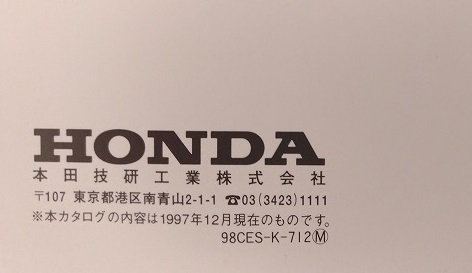 HONDA
本田技研工業株式会社
〒107 東京都港区南青山2-1-1 ☎03(3423)1111
※本カタログの内容は1997年12月現在のものです。
98CES-K-712Ⓜ